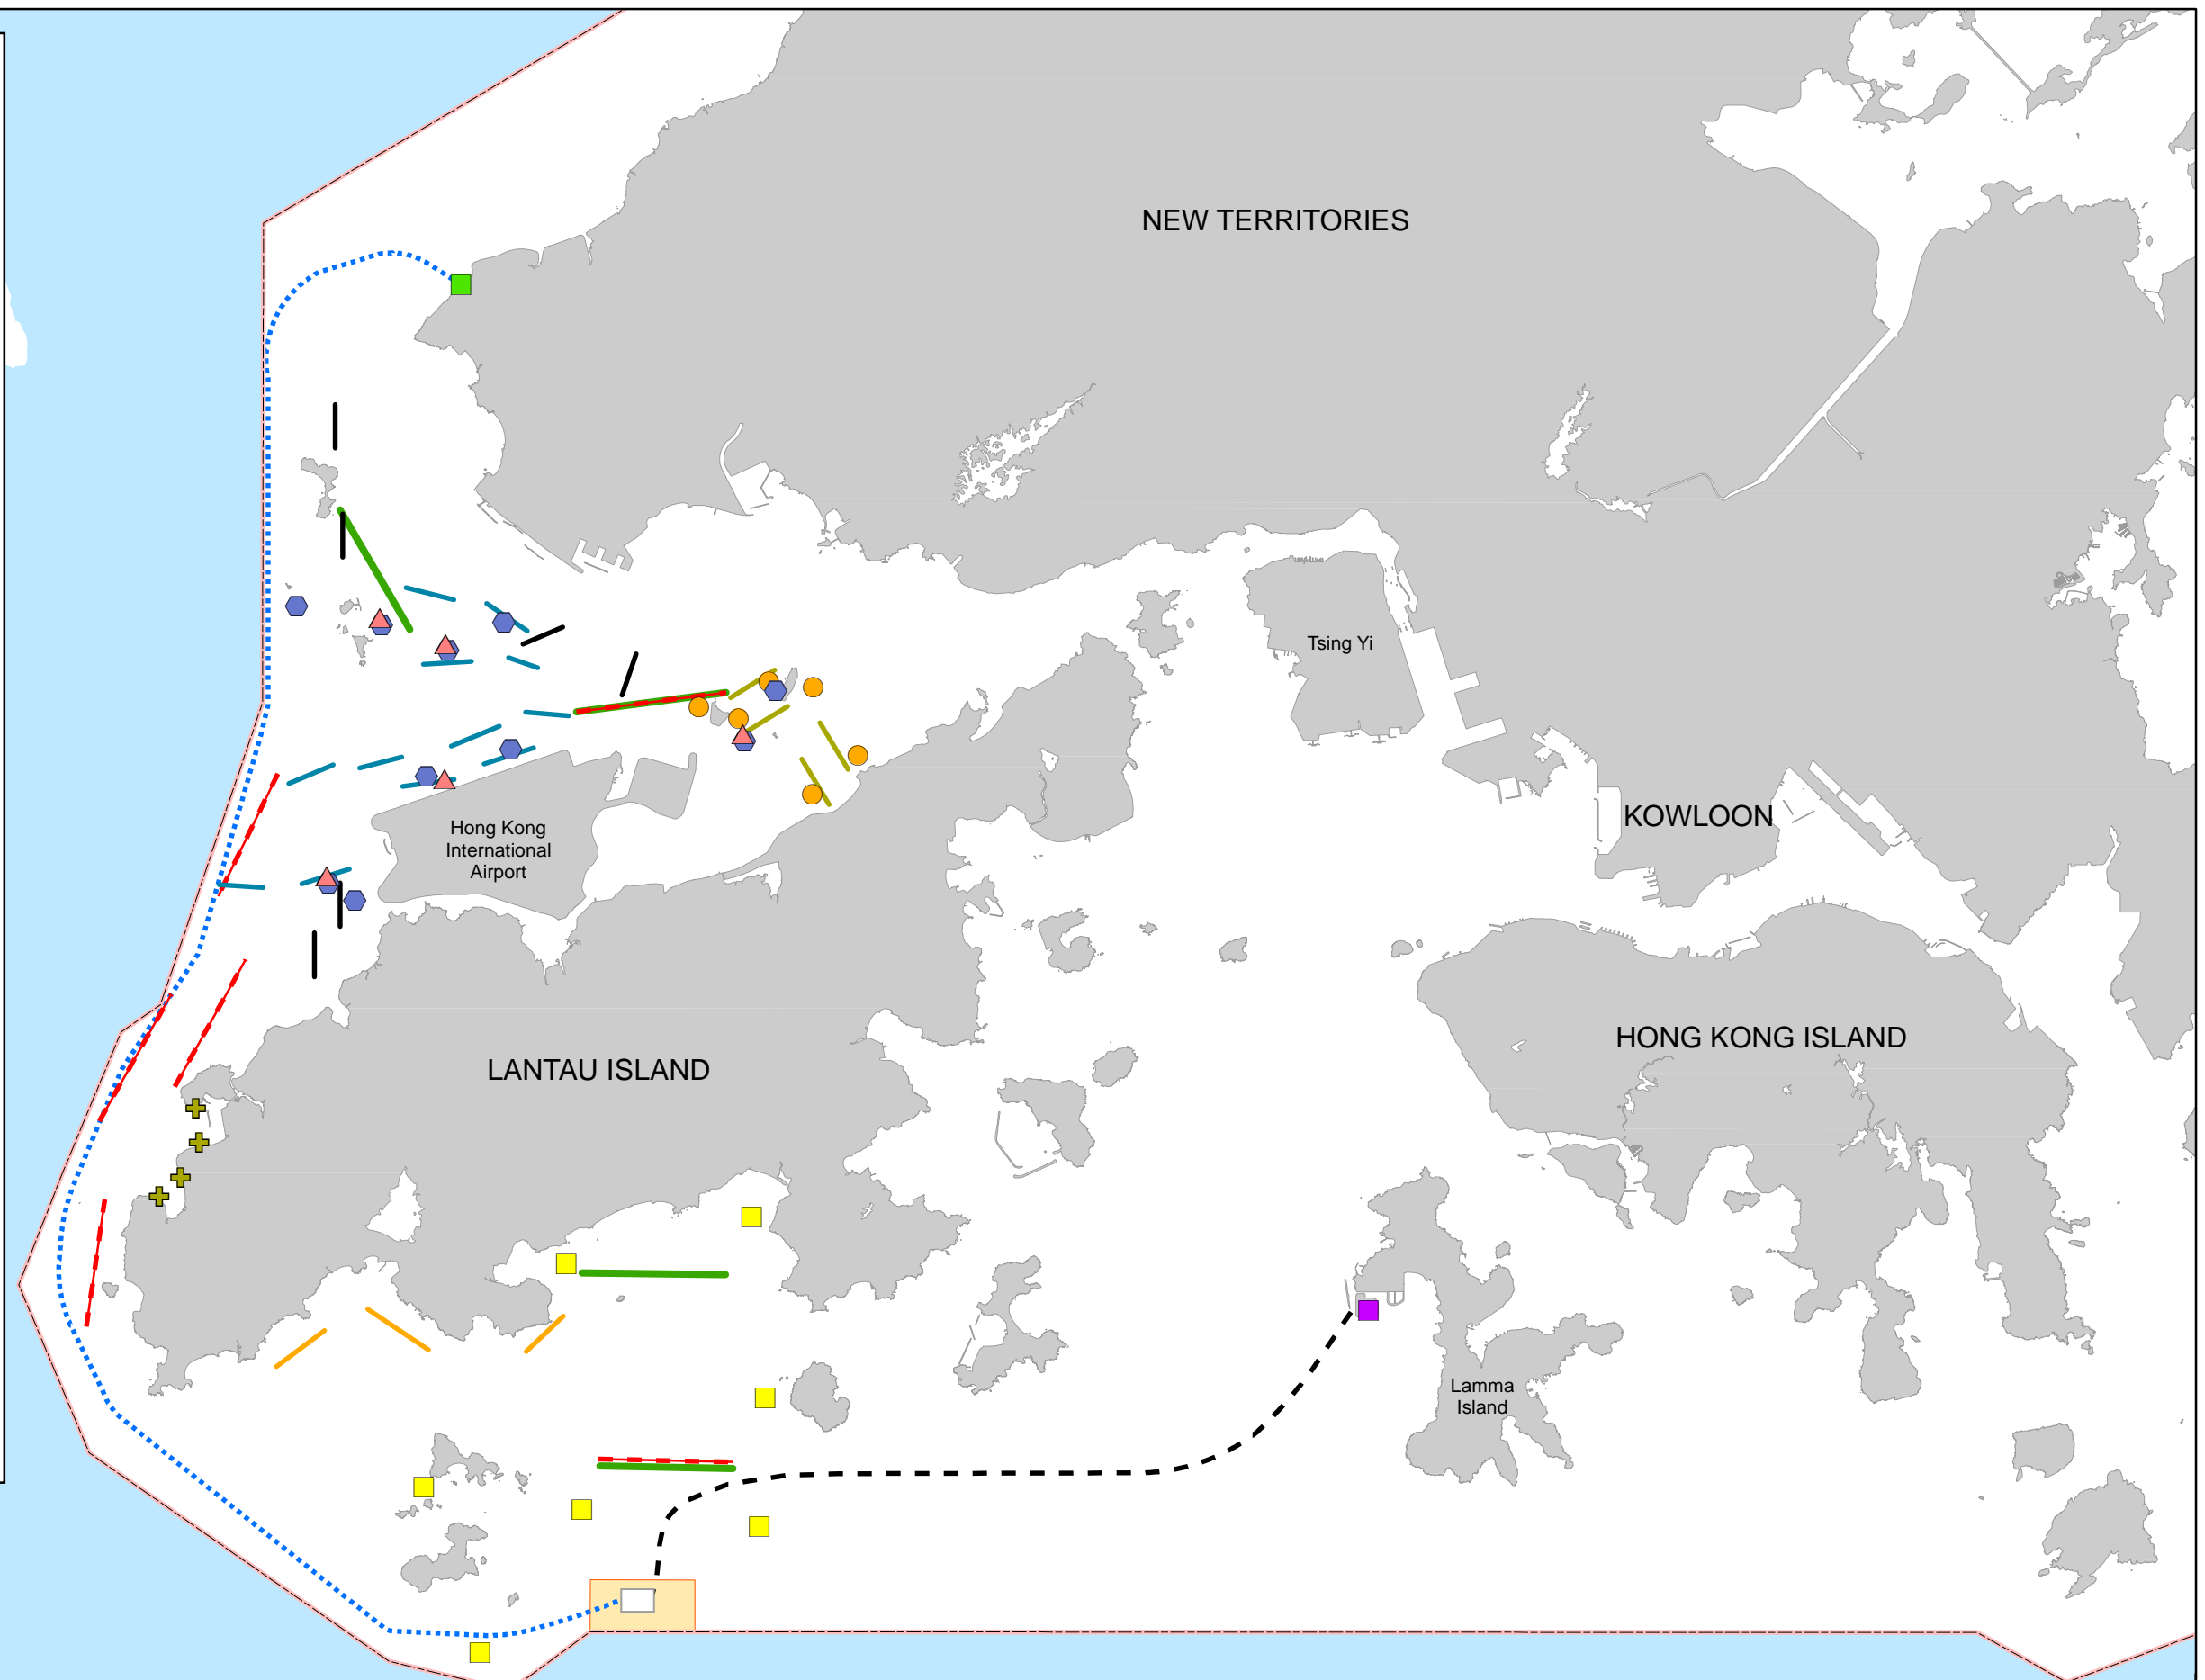 NEW TERRITORIES
Tsing Yi
KOWLOON
Hong Kong
International
Airport
HONG KONG ISLAND
LANTAU ISLAND
Lamma
Island